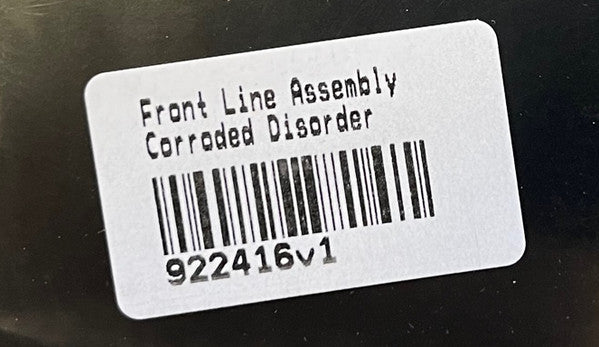 Front Line Assembly
Corroded Disorder
922416v1